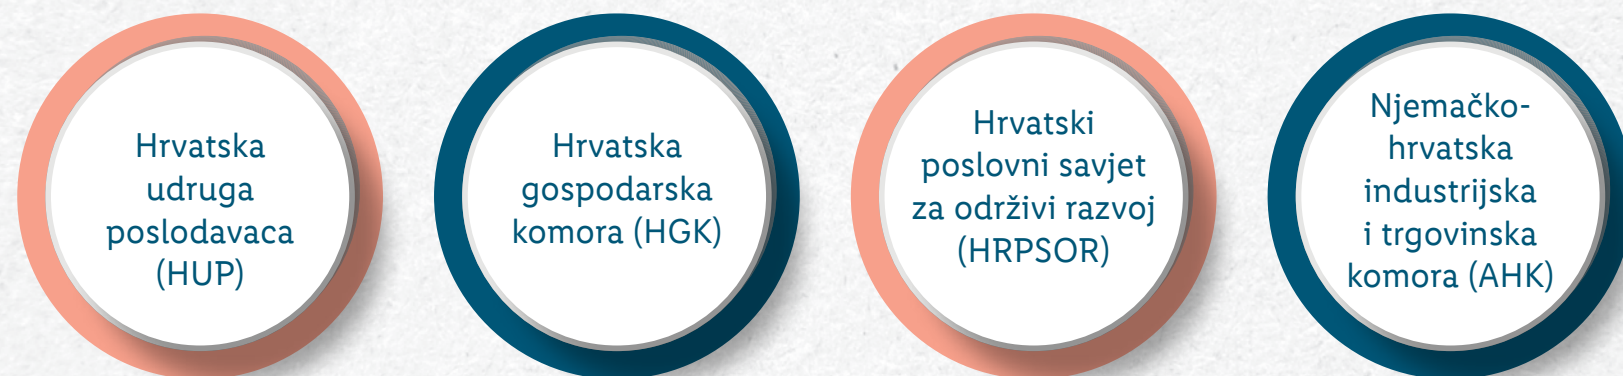 Hrvatska
udruga
poslodavaca
(HUP)
Hrvatska
gospodarska
komora (HGK)
Hrvatski
poslovni savjet
za održivi razvoj
(HRPSOR)
Njemačko-
hrvatska
industrijska
i trgovinska
komora (AHK)